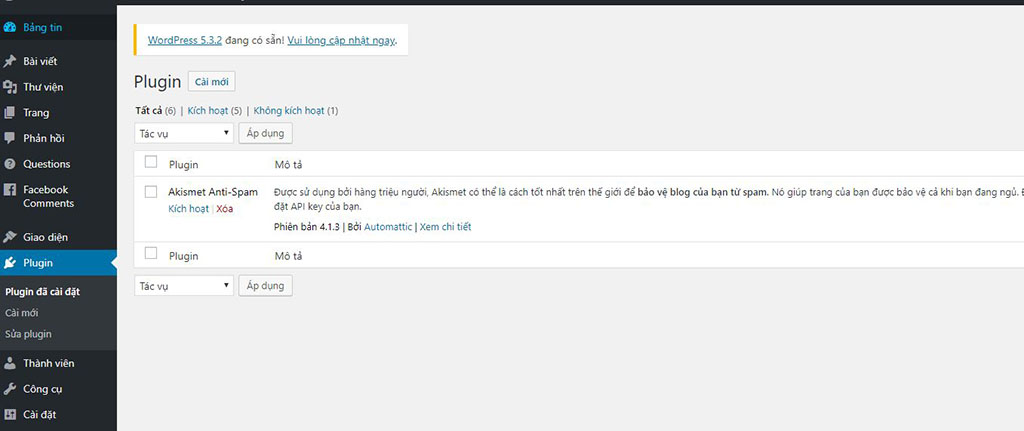 Bảng tin
Bài viết
Thư viện
Trang
Phản hồi
Questions
Facebook
Comments
Giao diện
Plugin
Plugin đã cài đặt
Cài mới
Sửa plugin
Thành viên
Công cụ
Cài đặt
WordPress 5.3.2 đang có sẵn! Vui lòng cập nhật ngay.
Plugin Cài mới
Tất cả (6) | Kích hoạt (5) | Không kích hoạt (1)
Tác vụ Áp dụng
Plugin Mô tả
Akismet Anti-Spam Được sử dụng bởi hàng triệu người, Akismet có thể là cách tốt nhất trên thế giới để bảo vệ blog của bạn từ spam. Nó giúp trang của bạn được bảo vệ cả khi bạn đang ngủ.
Kích hoạt | Xóa đặt API key của bạn.
Phiên bản 4.1.3 | Bởi Automattic | Xem chi tiết
Plugin Mô tả
Tác vụ Áp dụng